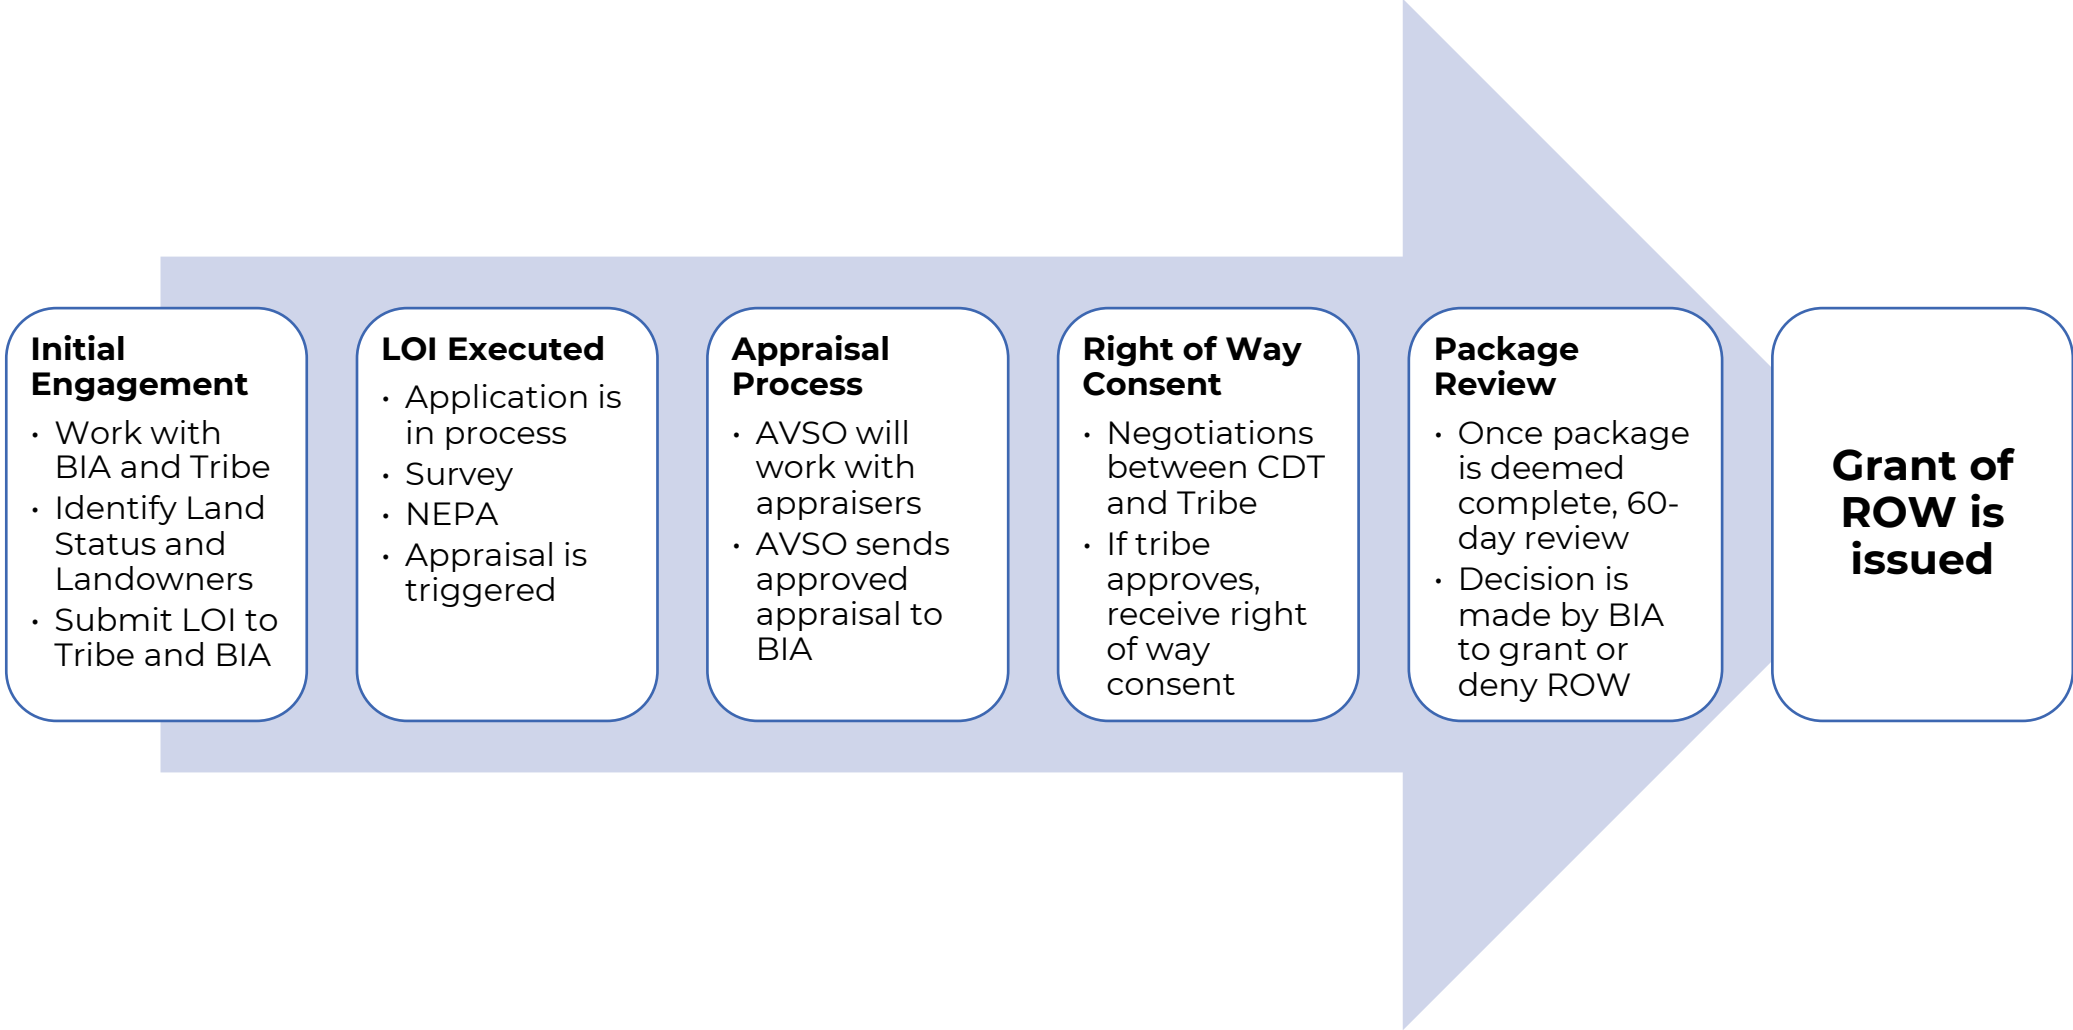 Initial
Engagement
• Work with
BIA and Tribe
• Identify Land
Status and
Landowners
• Submit LOI to
Tribe and BIA
LOI Executed
• Application is
in process
• Survey
• NEPA
• Appraisal is
triggered
Appraisal
Process
• AVSO will
work with
appraisers
• AVSO sends
approved
appraisal to
BIA
Right of Way
Consent
• Negotiations
between CDT
and Tribe
• If tribe
approves,
receive right
of way
consent
Package
Review
• Once package
is deemed
complete, 60-
day review
• Decision is
made by BIA
to grant or
deny ROW
Grant of
ROW is
issued